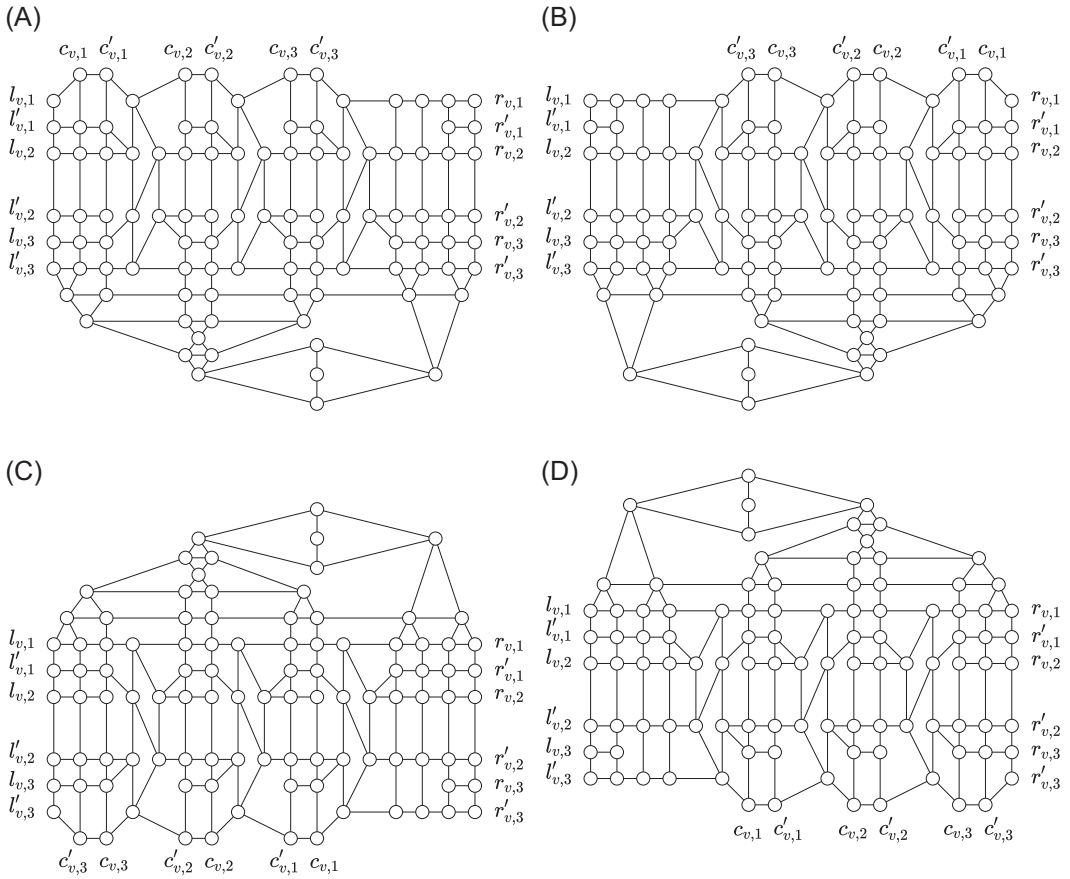 (A) (B)
c_{v,1} c'_{v,1} c_{v,2} c'_{v,2} c_{v,3} c'_{v,3} c'_{v,3} c_{v,3} c'_{v,2} c_{v,2} c'_{v,1} c_{v,1}
l_{v,1} r_{v,1} l_{v,1} r_{v,1}
l'_{v,1} r'_{v,1} l'_{v,1} r'_{v,1}
l_{v,2} r_{v,2} l_{v,2} r_{v,2}
l'_{v,2} r'_{v,2} l'_{v,2} r'_{v,2}
l_{v,3} r_{v,3} l_{v,3} r_{v,3}
l'_{v,3} r'_{v,3} l'_{v,3} r'_{v,3}
(C) (D)
l_{v,1} r_{v,1} l_{v,1} r_{v,1}
l'_{v,1} r'_{v,1} l'_{v,1} r'_{v,1}
l_{v,2} r_{v,2} l_{v,2} r_{v,2}
l'_{v,2} r'_{v,2} l'_{v,2} r'_{v,2}
l_{v,3} r_{v,3} l_{v,3} r_{v,3}
l'_{v,3} r'_{v,3} l'_{v,3} r'_{v,3}
c'_{v,3} c_{v,3} c'_{v,2} c_{v,2} c'_{v,1} c_{v,1} c_{v,1} c'_{v,1} c_{v,2} c'_{v,2} c_{v,3} c'_{v,3}